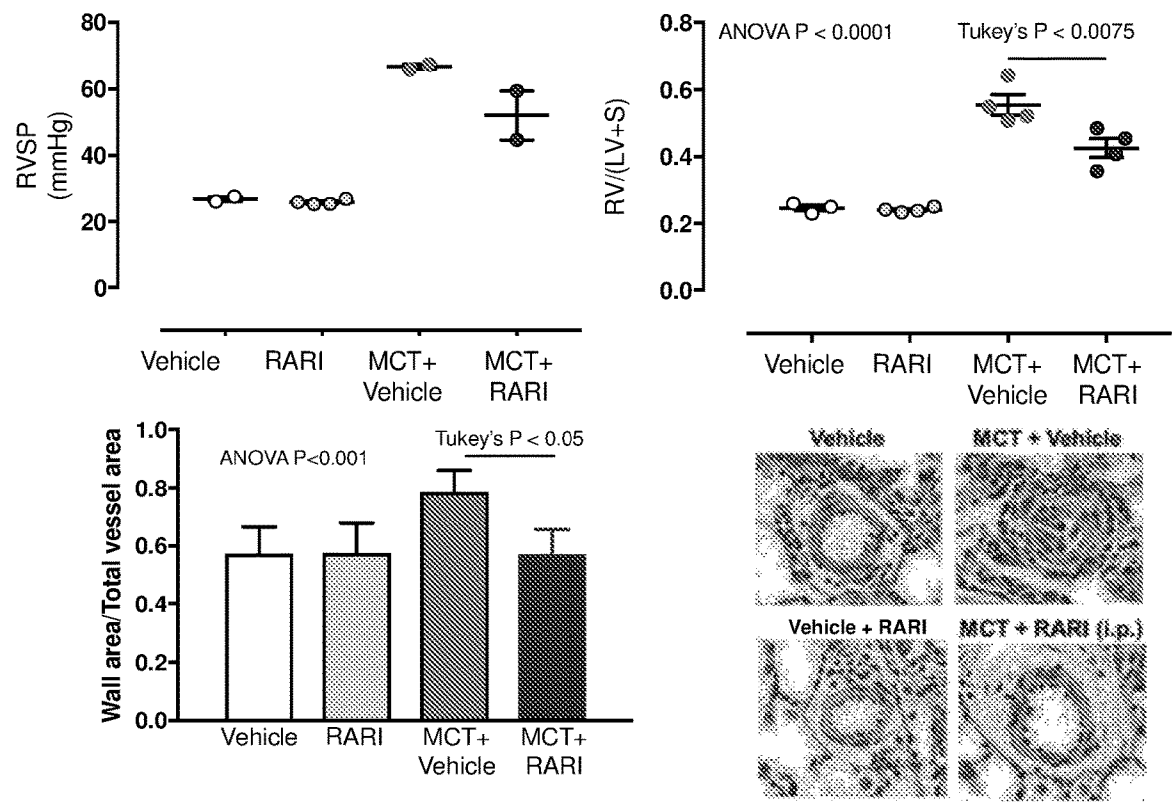 RVSP
(mmHg)
80
60
40
20
0
Vehicle
RARI
MCT+
Vehicle
MCT+
RARI
RV/(LV+S)
0.8
0.6
0.4
0.2
0.0
ANOVA P < 0.0001
Tukey's P < 0.0075
Vehicle
RARI
MCT+
Vehicle
MCT+
RARI
Wall area/Total vessel area
1.0
0.8
0.6
0.4
0.2
0.0
ANOVA P<0.001
Tukey's P < 0.05
Vehicle
RARI
MCT+
Vehicle
MCT+
RARI
Vehicle
MCT + Vehicle
Vehicle + RARI
MCT + RARI (i.p.)